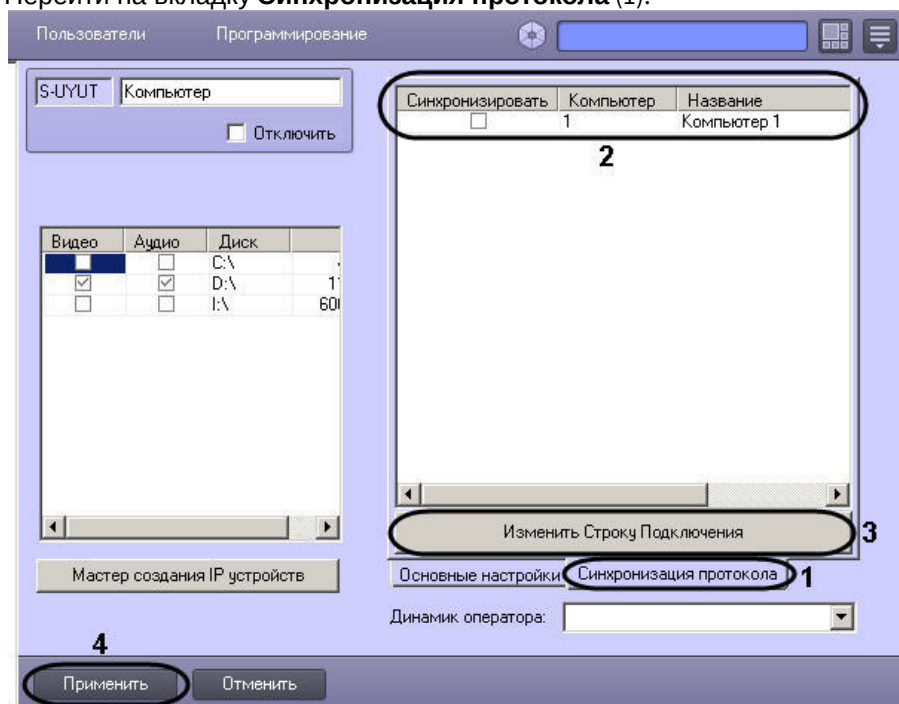 Перейти на вкладку Синхронизация протокола (1).
Пользователи Программирование
S-UYUT Компьютер
Отключить
Синхронизировать Компьютер Название
1 Компьютер 1
2
Видео Аудио Диск
C:\
D:\ 1
I:\ 60
Изменить Строку Подключения
3
Мастер создания IP устройств
Основные настройки Синхронизация протокола 1
Динамик оператора:
4
Применить Отменить